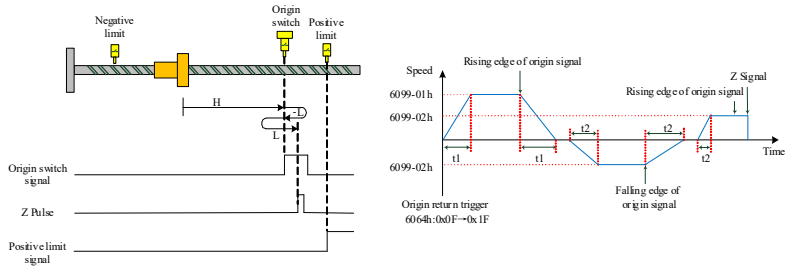 Negative
limit
Origin
switch
Positive
limit
H
-L
L
Origin switch
signal
Z Pulse
Positive limit
signal
Speed
Rising edge of origin signal
Z Signal
Rising edge of origin signal
6099-01h
6099-02h
t1
t1
t2
t2
t2
Time
6099-02h
Falling edge of
origin signal
Origin return trigger
6064h:0x0F→0x1F